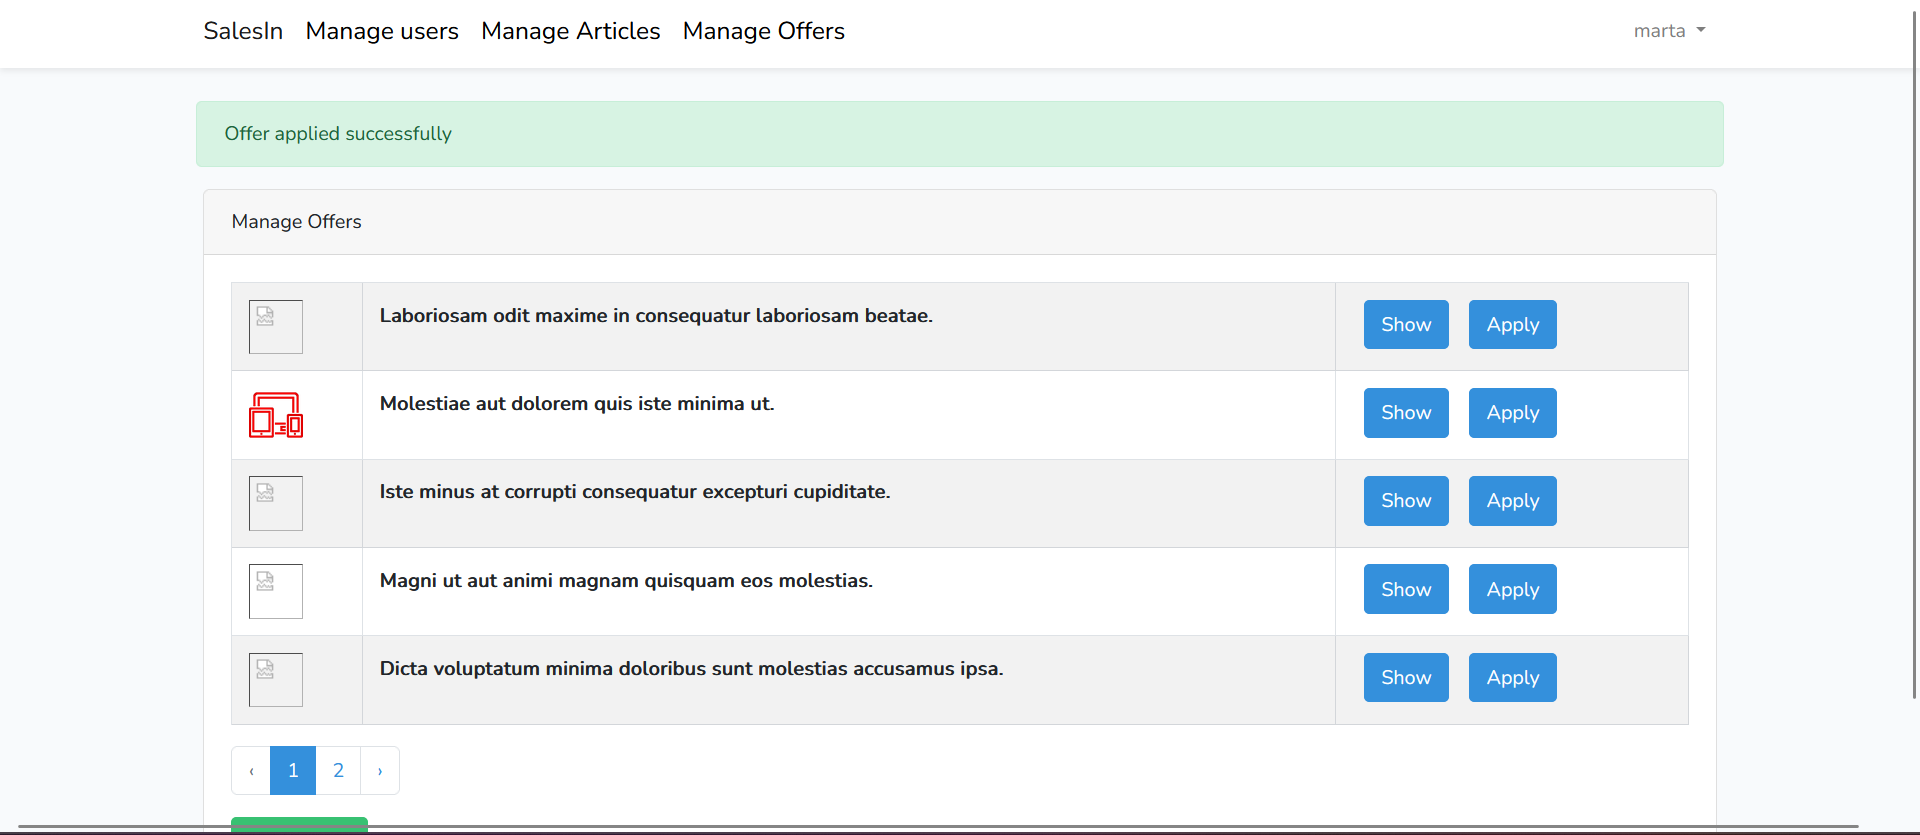 SalesIn Manage users Manage Articles Manage Offers marta
Offer applied successfully
Manage Offers
Laboriosam odit maxime in consequatur laboriosam beatae. Show Apply
Molestiae aut dolorem quis iste minima ut. Show Apply
Iste minus at corrupti consequatur excepturi cupiditate. Show Apply
Magni ut aut animi magnam quisquam eos molestias. Show Apply
Dicta voluptatum minima doloribus sunt molestias accusamus ipsa. Show Apply
‹ 1 2 ›